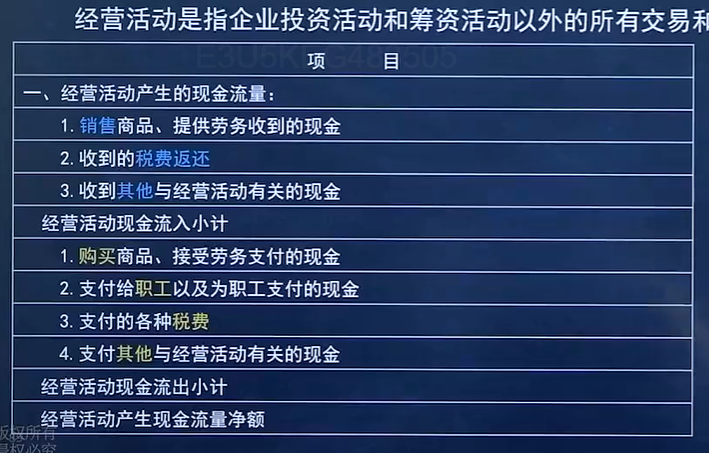 经营活动是指企业投资活动和筹资活动以外的所有交易和
项 目
一、经营活动产生的现金流量：
1.销售商品、提供劳务收到的现金
2.收到的税费返还
3.收到其他与经营活动有关的现金
经营活动现金流入小计
1.购买商品、接受劳务支付的现金
2.支付给职工以及为职工支付的现金
3.支付的各种税费
4.支付其他与经营活动有关的现金
经营活动现金流出小计
经营活动产生现金流量净额
版权所有
侵权必究